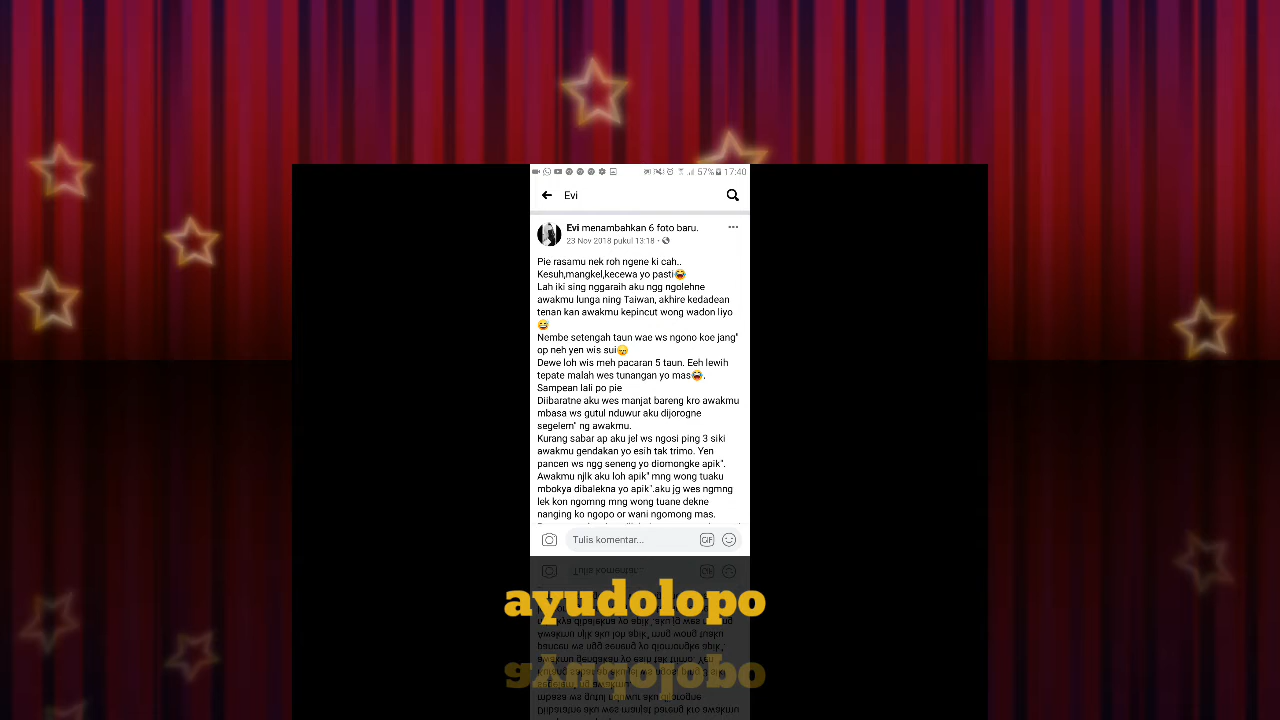 57% 17:40
Evi
Evi menambahkan 6 foto baru.
23 Nov 2018 pukul 13:18
Pie rasamu nek roh ngene ki cah..
Kesuh,mangkel,kecewa yo pasti😂
Lah iki sing nggaraih aku ngg ngolehne
awakmu lunga ning Taiwan, akhire kedadean
tenan kan awakmu kepincut wong wadon liyo
😅
Nembe setengah taun wae ws ngono koe jang"
op neh yen wis sui😙
Dewe loh wis meh pacaran 5 taun. Eeh lewih
tepate malah wes tunangan yo mas😂.
Sampean lali po pie
Diibaratne aku wes manjat bareng kro awakmu
mbasa ws gutul nduwur aku dijorogne
segelem" ng awakmu.
Kurang sabar ap aku jel ws ngosi ping 3 siki
awakmu gendakan yo esih tak trimo. Yen
pancen ws ngg seneng yo diomongke apik".
Awakmu njlk aku loh apik" mng wong tuaku
mbokya dibalekna yo apik".aku jg wes ngmng
lek kon ngomng mng wong tuane dekne
nanging ko ngopo or wani ngomong mas.
Tulis komentar...
GIF
ayudolopo